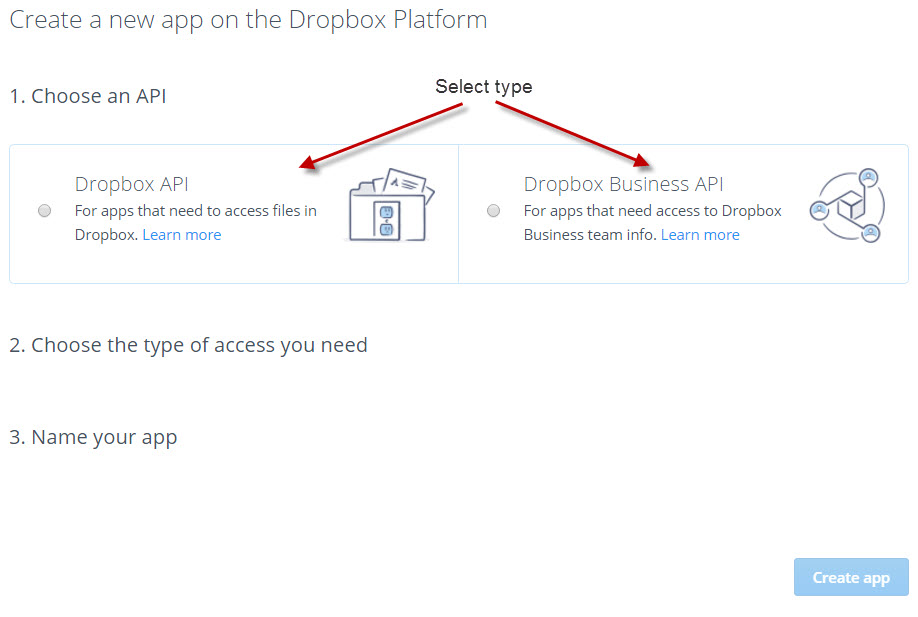 Create a new app on the Dropbox Platform
1. Choose an API
Select type
Dropbox API
For apps that need to access files in
Dropbox. Learn more
Dropbox Business API
For apps that need access to Dropbox
Business team info. Learn more
2. Choose the type of access you need
3. Name your app
Create app